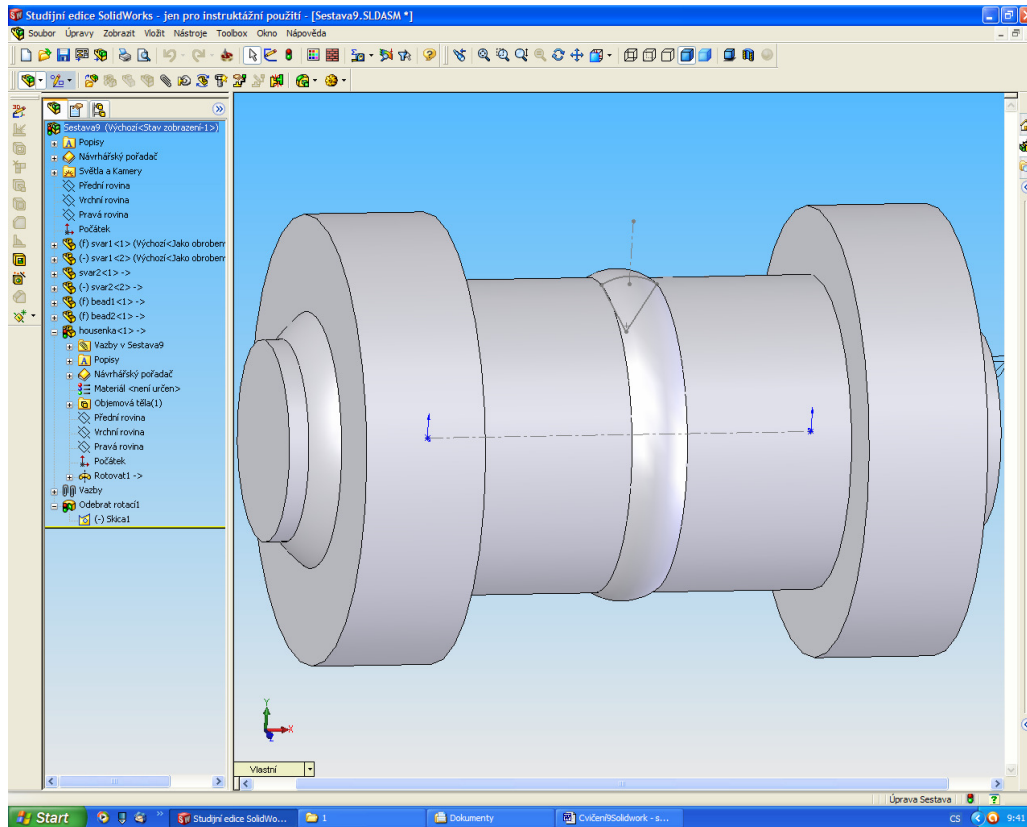 Studijní edice SolidWorks - jen pro instruktážní použití - [Sestava9.SLDASM *]
Soubor Úpravy Zobrazit Vložit Nástroje Toolbox Okno Nápověda
Sestava9 (Výchozí<Stav zobrazení-1>)
Popisy
Návrhářský pořadač
Světla a Kamery
Přední rovina
Vrchní rovina
Pravá rovina
Počátek
(f) svar1<1> (Výchozí<Jako obroben
(-) svar1<2> (Výchozí<Jako obroben
svar2<1> ->
(-) svar2<2> ->
(f) bead1<1> ->
(f) bead2<1> ->
housenka<1> ->
Vazby v Sestava9
Popisy
Návrhářský pořadač
Materiál <není určen>
Objemová těla(1)
Přední rovina
Vrchní rovina
Pravá rovina
Počátek
Rotovat1 ->
Vazby
Odebrat rotací1
(-) Skica1
Y
X
Z
Vlastní
Úprava Sestava
Start
Studijní edice SolidWo...
1
Dokumenty
Cvičení9Solidwork - s...
CS
9:41